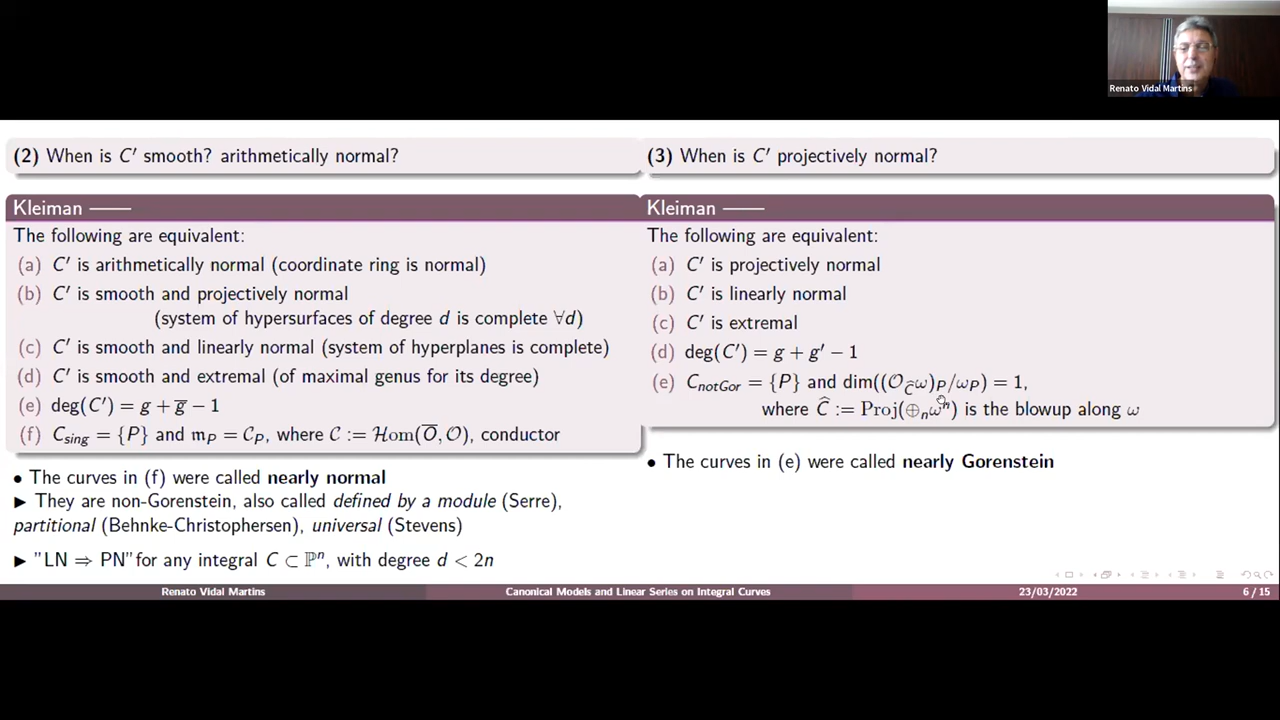 Renato Vidal Martins
(2) When is C′ smooth? arithmetically normal?
Kleiman ——
The following are equivalent:
(a) C′ is arithmetically normal (coordinate ring is normal)
(b) C′ is smooth and projectively normal
(system of hypersurfaces of degree d is complete ∀d)
(c) C′ is smooth and linearly normal (system of hyperplanes is complete)
(d) C′ is smooth and extremal (of maximal genus for its degree)
(e) deg(C′) = g + g̅ − 1
(f) C_sing = {P} and 𝔪_P = 𝒞_P, where 𝒞 := ℋom(𝒪̅, 𝒪), conductor
• The curves in (f) were called nearly normal
▶ They are non-Gorenstein, also called defined by a module (Serre),
partitional (Behnke-Christophersen), universal (Stevens)
▶ "LN ⇒ PN"for any integral C ⊂ ℙⁿ, with degree d < 2n
(3) When is C′ projectively normal?
Kleiman ——
The following are equivalent:
(a) C′ is projectively normal
(b) C′ is linearly normal
(c) C′ is extremal
(d) deg(C′) = g + g′ − 1
(e) C_notGor = {P} and dim((𝒪_Ĉ ω)_P/ω_P) = 1,
where Ĉ := Proj(⊕_n ωⁿ) is the blowup along ω
• The curves in (e) were called nearly Gorenstein
Renato Vidal Martins Canonical Models and Linear Series on Integral Curves 23/03/2022 6 / 15